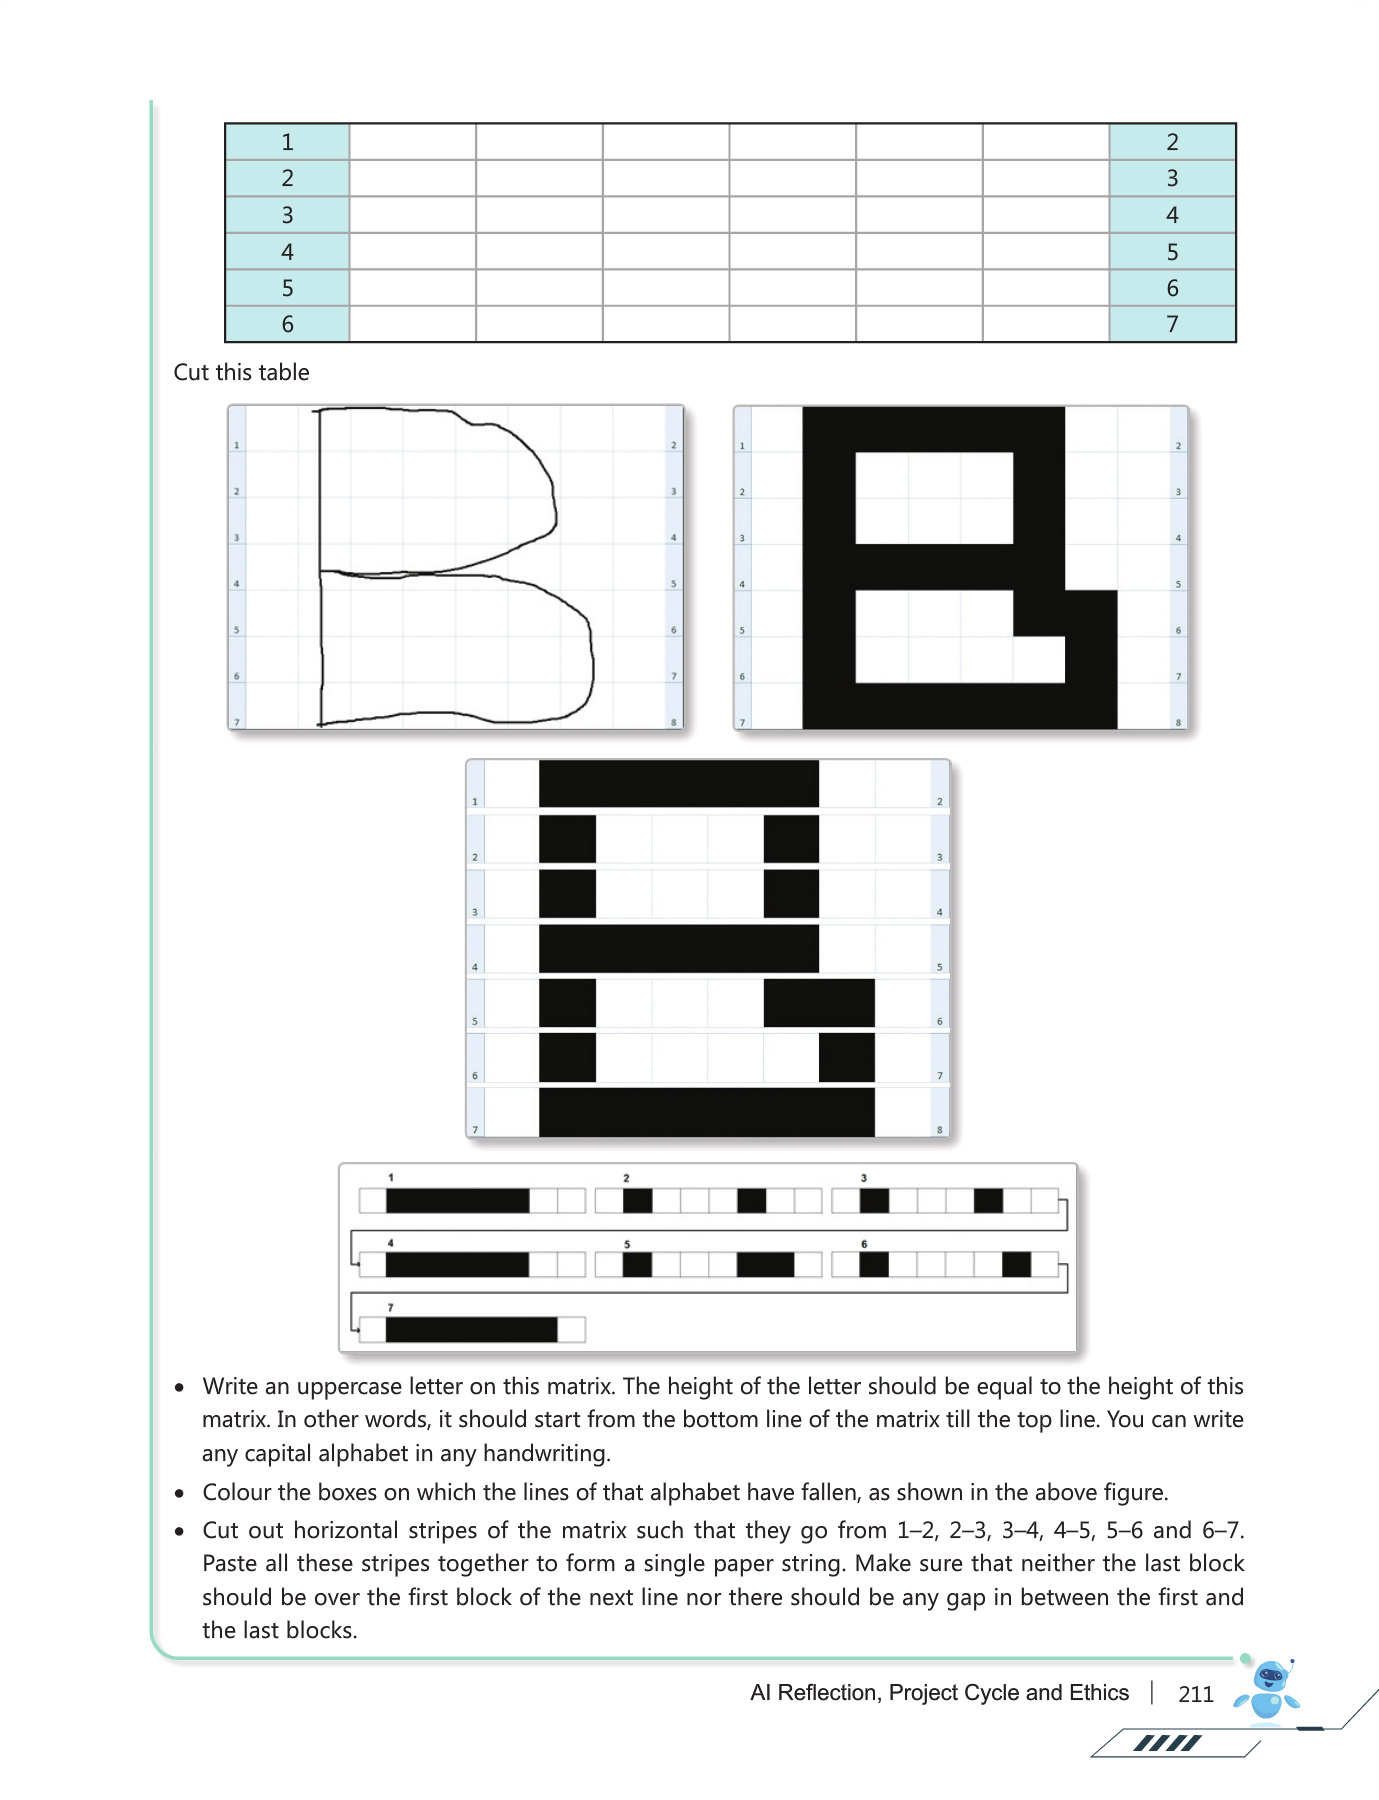 1 2
2 3
3 4
4 5
5 6
6 7
Cut this table
1 2
2 3
3 4
4 5
5 6
6 7
7 8
1 2
2 3
3 4
4 5
5 6
6 7
7 8
1 2
2 3
3 4
4 5
5 6
6 7
7 8
1 2 3
4 5 6
7
• Write an uppercase letter on this matrix. The height of the letter should be equal to the height of this
matrix. In other words, it should start from the bottom line of the matrix till the top line. You can write
any capital alphabet in any handwriting.
• Colour the boxes on which the lines of that alphabet have fallen, as shown in the above figure.
• Cut out horizontal stripes of the matrix such that they go from 1–2, 2–3, 3–4, 4–5, 5–6 and 6–7.
Paste all these stripes together to form a single paper string. Make sure that neither the last block
should be over the first block of the next line nor there should be any gap in between the first and
the last blocks.
AI Reflection, Project Cycle and Ethics | 211